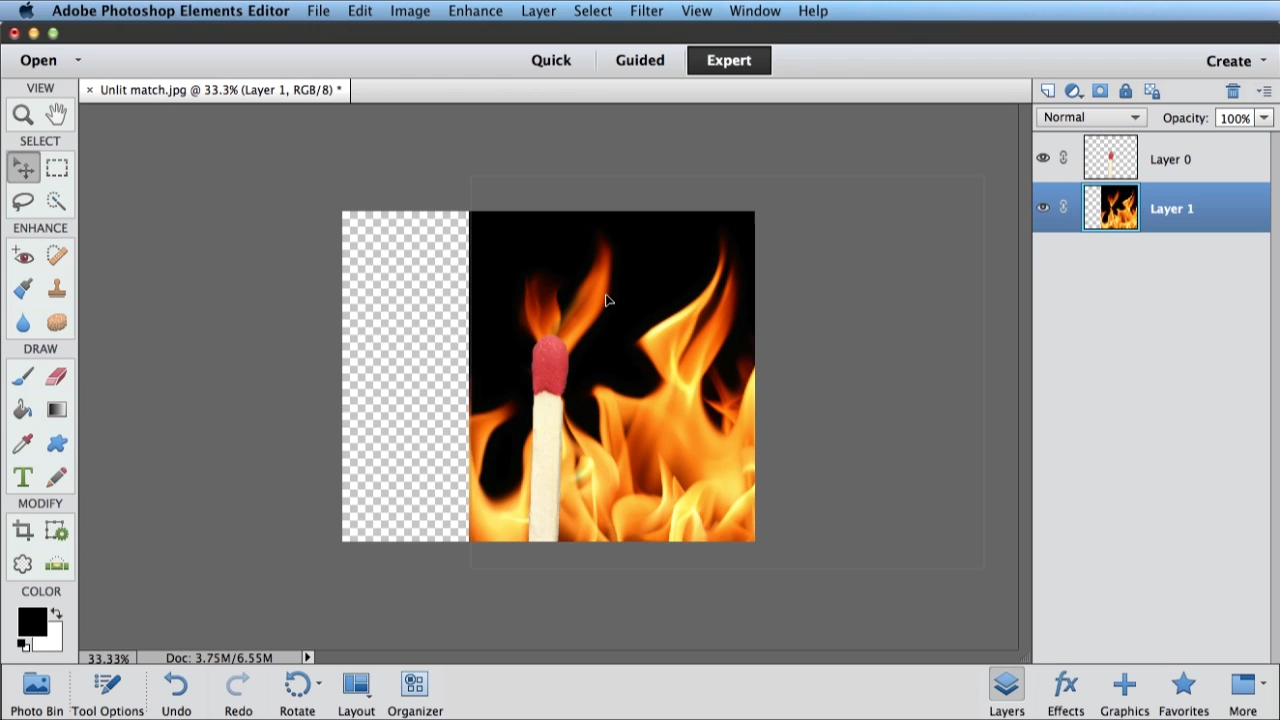 Adobe Photoshop Elements Editor File Edit Image Enhance Layer Select Filter View Window Help
Open Quick Guided Expert Create
VIEW
× Unlit match.jpg @ 33.3% (Layer 1, RGB/8) *
Normal Opacity: 100%
SELECT
Layer 0
Layer 1
ENHANCE
DRAW
T
MODIFY
COLOR
33.33% Doc: 3.75M/6.55M
fx
Photo Bin Tool Options Undo Redo Rotate Layout Organizer Layers Effects Graphics Favorites More